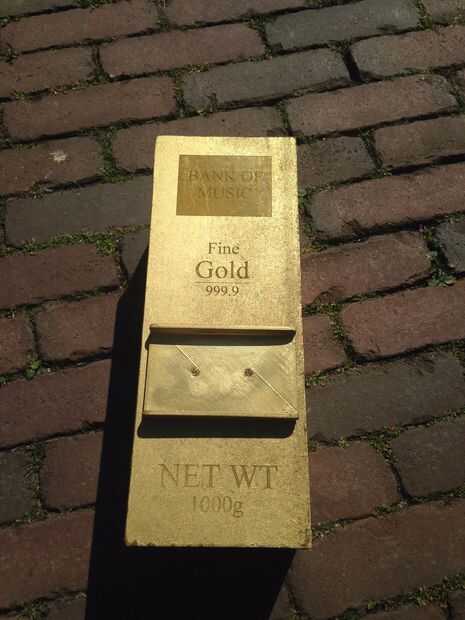 BANK OF
MUSIC
Fine
Gold
999.9
NET WT
1000g